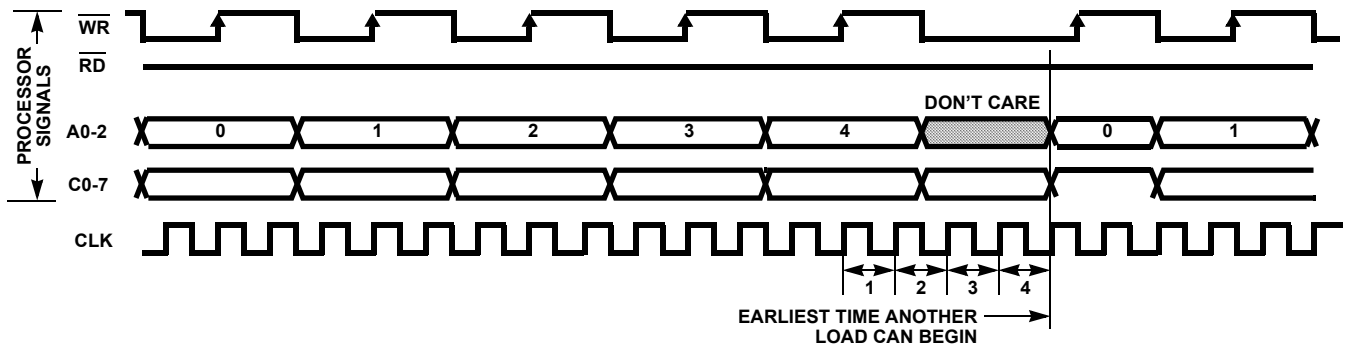 PROCESSOR
SIGNALS
WR
RD
DON'T CARE
A0-2
0
1
2
3
4
0
1
C0-7
CLK
1
2
3
4
EARLIEST TIME ANOTHER
LOAD CAN BEGIN